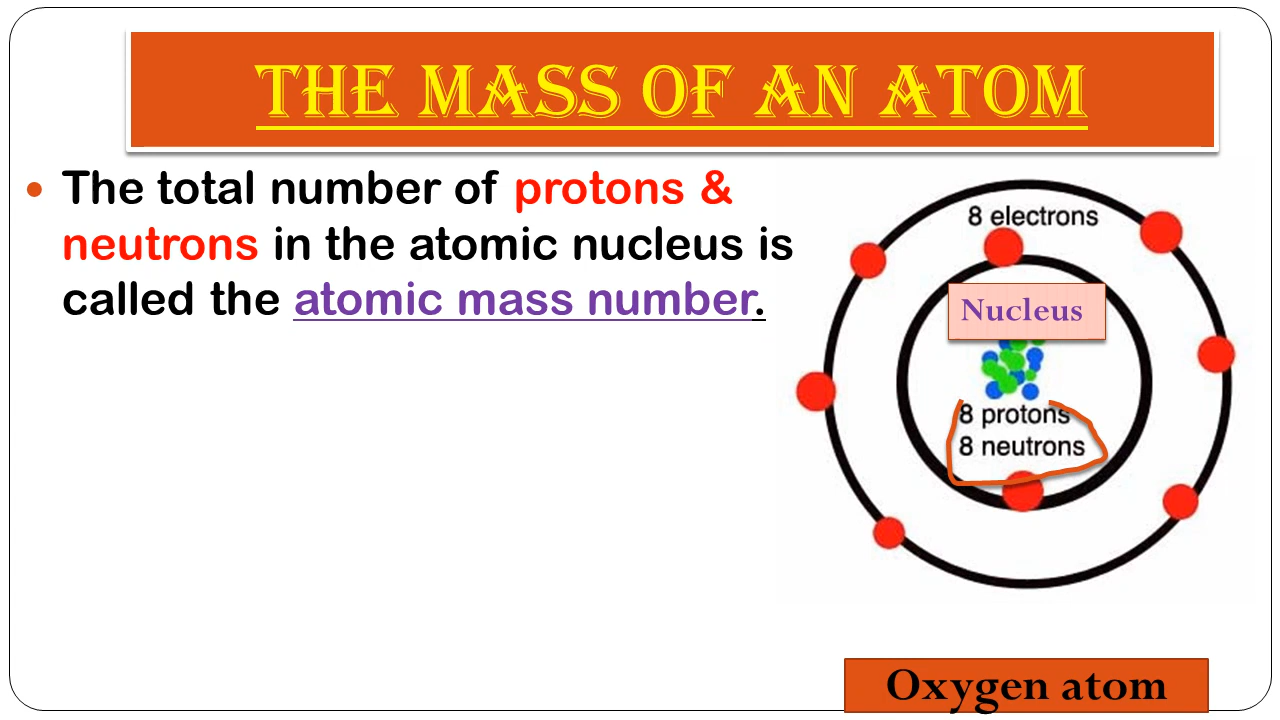 THE MASS OF AN ATOM
• The total number of protons &
neutrons in the atomic nucleus is
called the atomic mass number.
8 electrons
Nucleus
8 protons
8 neutrons
Oxygen atom